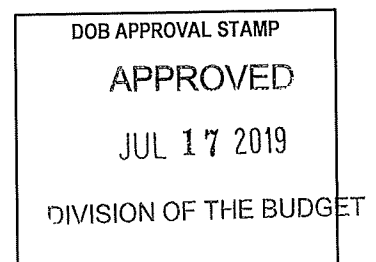 DOB APPROVAL STAMP
APPROVED
JUL 17 2019
DIVISION OF THE BUDGET